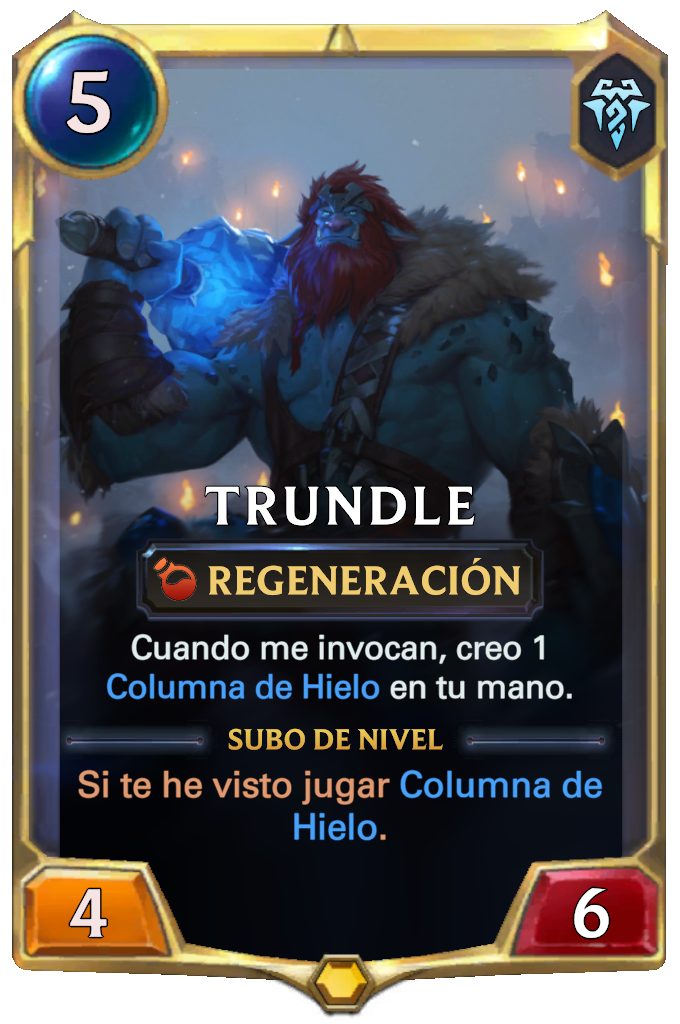 5
TRUNDLE
REGENERACIÓN
Cuando me invocan, creo 1
Columna de Hielo en tu mano.
SUBO DE NIVEL
Si te he visto jugar Columna de
Hielo.
4
6